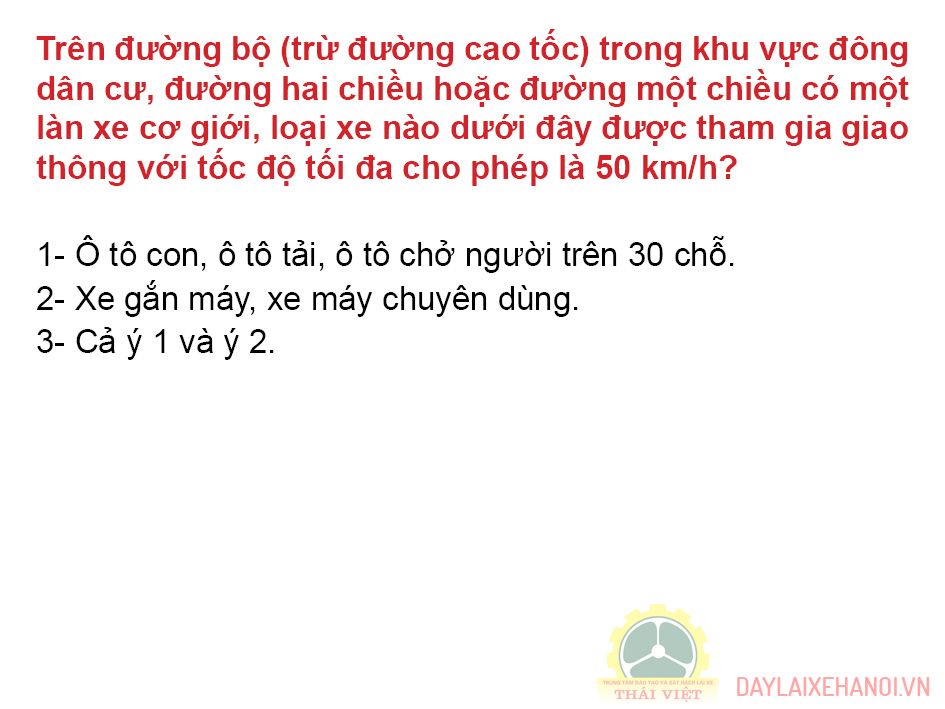 Trên đường bộ (trừ đường cao tốc) trong khu vực đông
dân cư, đường hai chiều hoặc đường một chiều có một
làn xe cơ giới, loại xe nào dưới đây được tham gia giao
thông với tốc độ tối đa cho phép là 50 km/h?
1- Ô tô con, ô tô tải, ô tô chở người trên 30 chỗ.
2- Xe gắn máy, xe máy chuyên dùng.
3- Cả ý 1 và ý 2.
TRUNG TÂM ĐÀO TẠO VÀ SÁT HẠCH LÁI XE
THÁI VIỆT
DAYLAIXEHANOI.VN